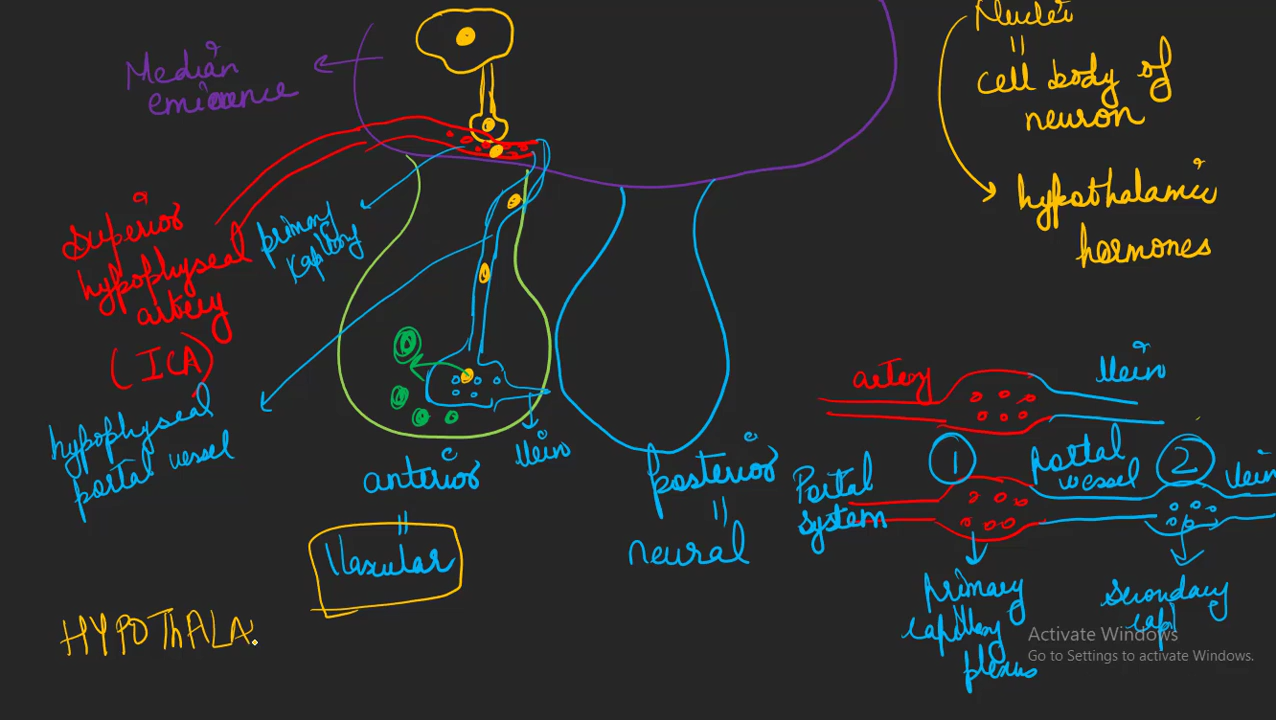 Median
eminence
Nuclei
"
cell body of
neuron
hypothalamic
hormones
superior
hypophyseal
artery
(ICA)
primary
capillary
hypophyseal
portal vessel
vein
anterior
"
Vascular
posterior
"
neural
artery
vein
1
Portal
vessel
2
vein
Portal
system
primary
capillary
plexus
secondary
cap
HYPOTHALA
Activate Windows
Go to Settings to activate Windows.